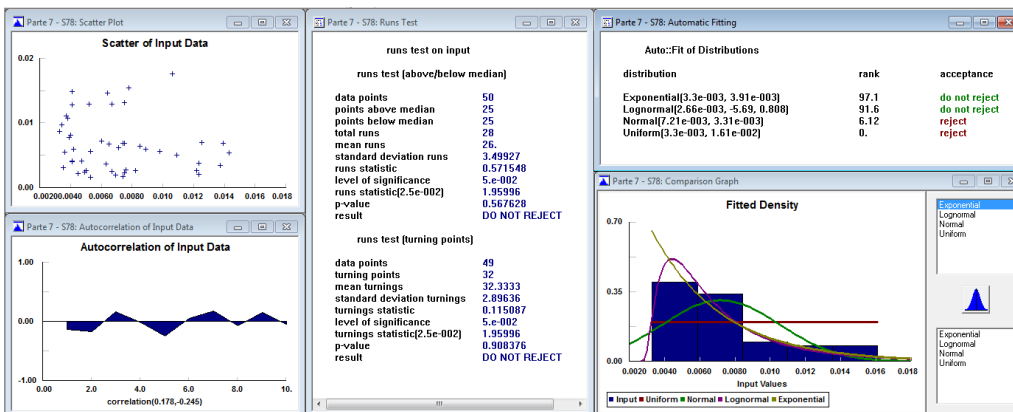 Parte 7 - S78: Scatter Plot
Scatter of Input Data
0.02
0.01
0.00
0.0020 0.0040 0.006 0.008 0.010 0.012 0.014 0.016 0.018
Parte 7 - S78: Autocorrelation of Input Data
Autocorrelation of Input Data
1.00
0.00
-1.00
0.00 2.0 4.0 6.0 8.0 10.
correlation(0.178,-0.245)
Parte 7 - S78: Runs Test
runs test on input
runs test (above/below median)
data points 50
points above median 25
points below median 25
total runs 28
mean runs 26.
standard deviation runs 3.49927
runs statistic 0.571548
level of significance 5.e-002
runs statistic[2.5e-002] 1.95996
p-value 0.567628
result DO NOT REJECT
runs test (turning points)
data points 49
turning points 32
mean turnings 32.3333
standard deviation turnings 2.89636
turnings statistic 0.115087
level of significance 5.e-002
turnings statistic[2.5e-002] 1.95996
p-value 0.908376
result DO NOT REJECT
Parte 7 - S78: Automatic Fitting
Auto::Fit of Distributions
distribution rank acceptance
Exponential(3.3e-003, 3.91e-003) 97.1 do not reject
Lognormal(2.66e-003, -5.69, 0.808) 91.6 do not reject
Normal(7.21e-003, 3.31e-003) 6.12 reject
Uniform(3.3e-003, 1.61e-002) 0. reject
Parte 7 - S78: Comparison Graph
Fitted Density
0.70
0.35
0.00
0.0020 0.0040 0.006 0.008 0.010 0.012 0.014 0.016 0.018
Input Values
Input Uniform Normal Lognormal Exponential
Exponential
Lognormal
Normal
Uniform
Exponential
Lognormal
Normal
Uniform